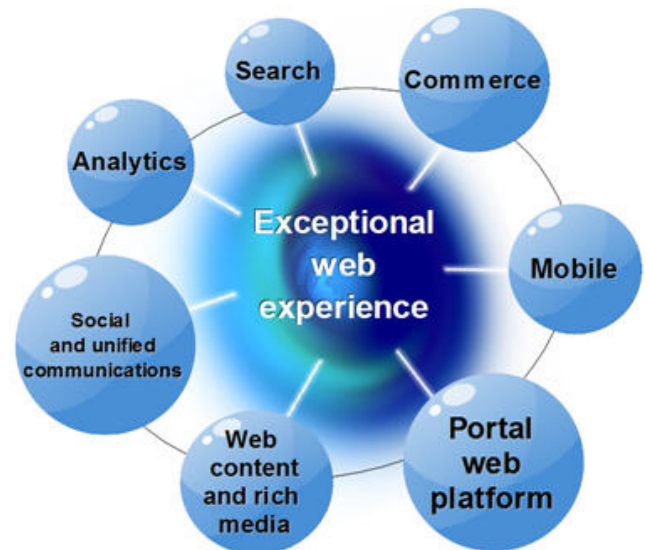 Search
Commerce
Analytics
Exceptional
web
experience
Mobile
Social
and unified
communications
Web
content
and rich
media
Portal
web
platform